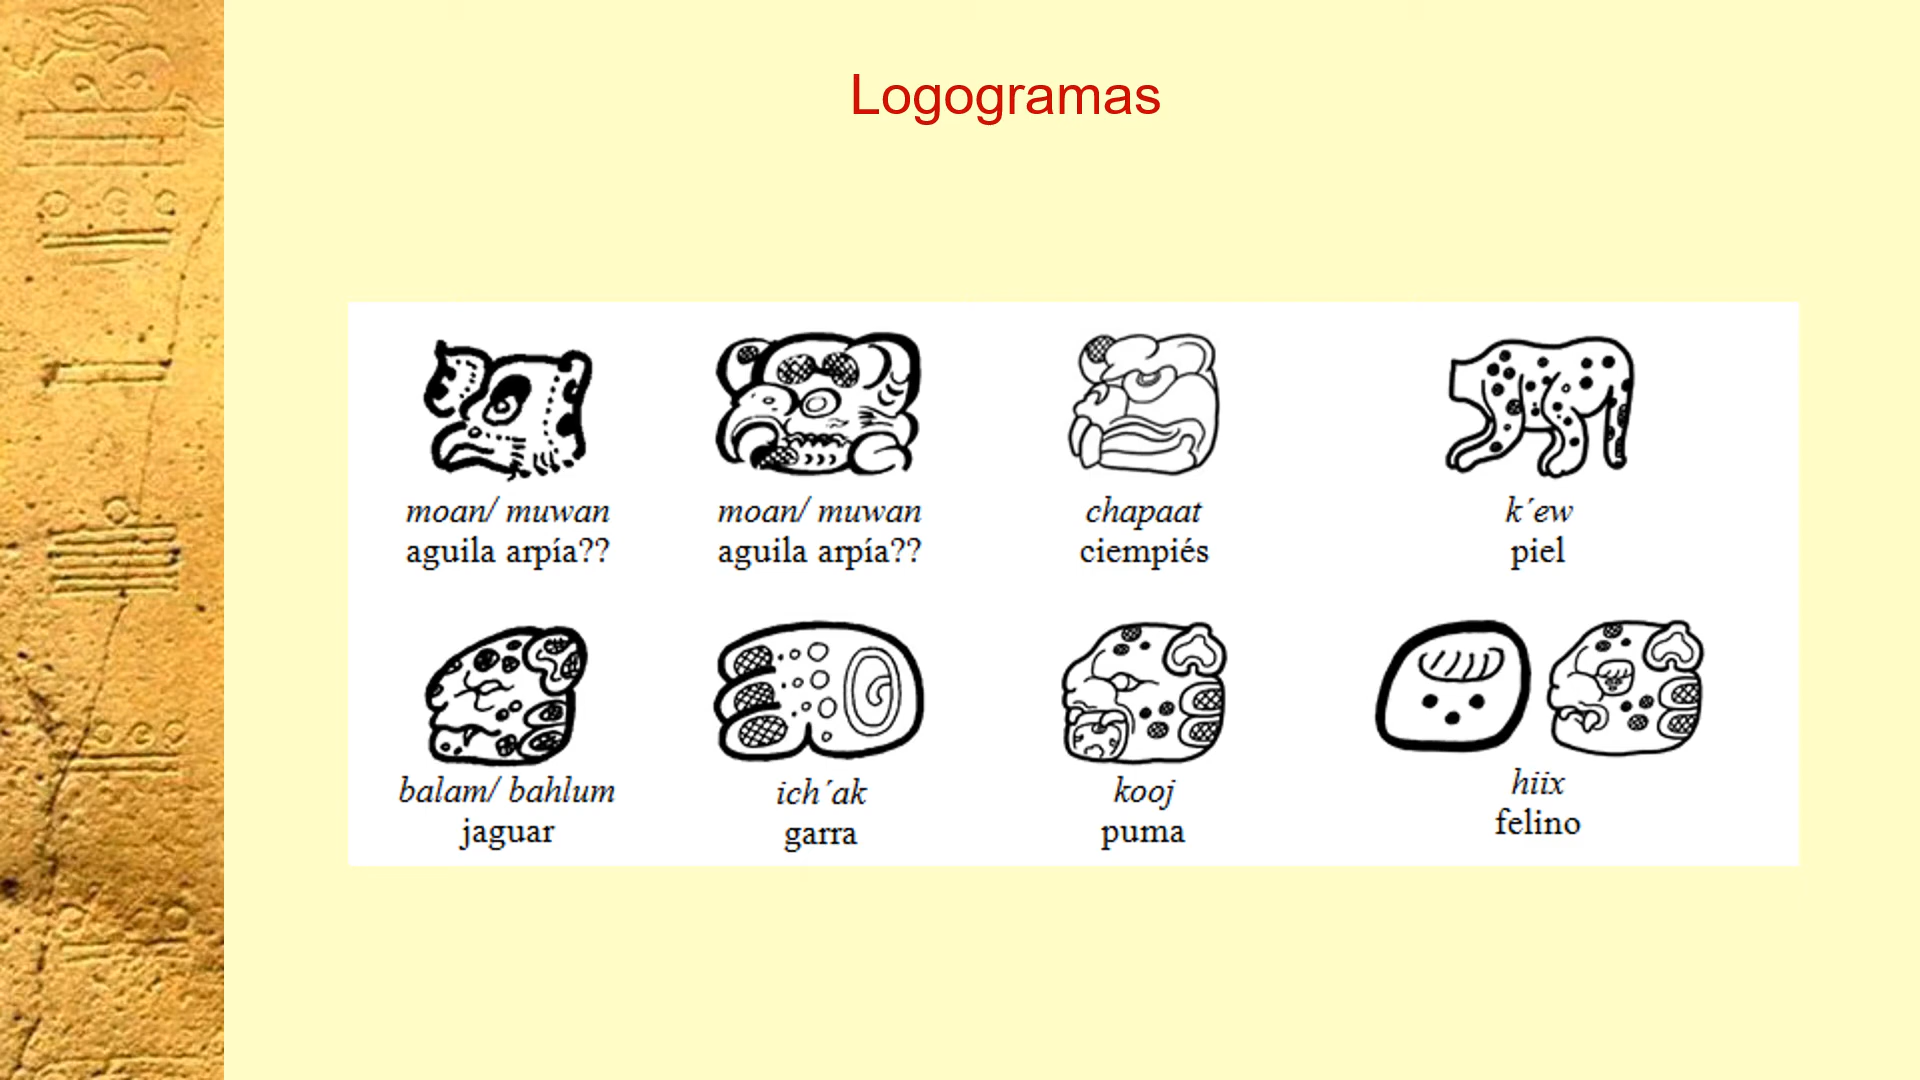 Logogramas
moan/ muwan
aguila arpía??
moan/ muwan
aguila arpía??
chapaat
ciempiés
k´ew
piel
balam/ bahlum
jaguar
ich´ak
garra
kooj
puma
hiix
felino